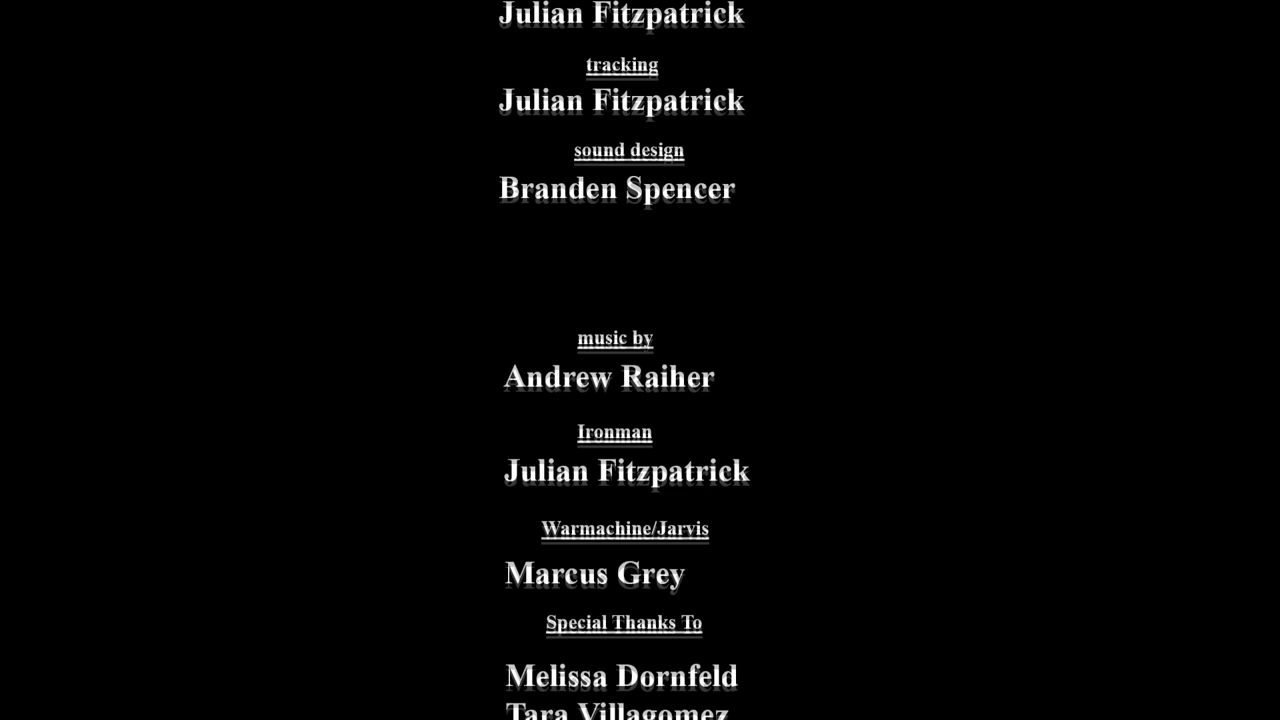 Julian Fitzpatrick
tracking
Julian Fitzpatrick
sound design
Branden Spencer
music by
Andrew Raiher
Ironman
Julian Fitzpatrick
Warmachine/Jarvis
Marcus Grey
Special Thanks To
Melissa Dornfeld
Tara Villagomez